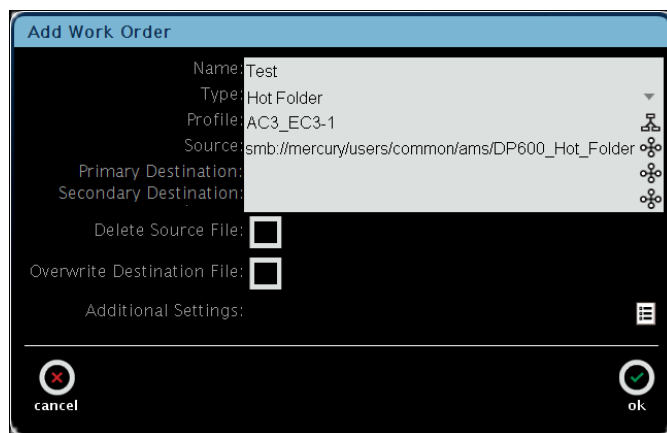 Add Work Order
Name: Test
Type: Hot Folder
Profile: AC3_EC3-1
Source: smb://mercury/users/common/ams/DP600_Hot_Folder
Primary Destination:
Secondary Destination:
Delete Source File:
Overwrite Destination File:
Additional Settings:
cancel
ok